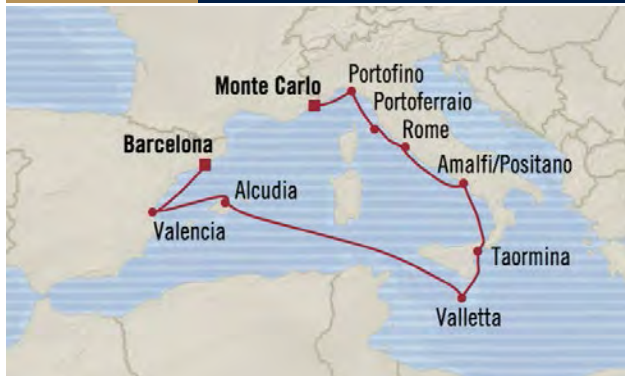 Portofino
Monte Carlo
Portoferraio
Rome
Barcelona
Amalfi/Positano
Alcudia
Valencia
Taormina
Valletta